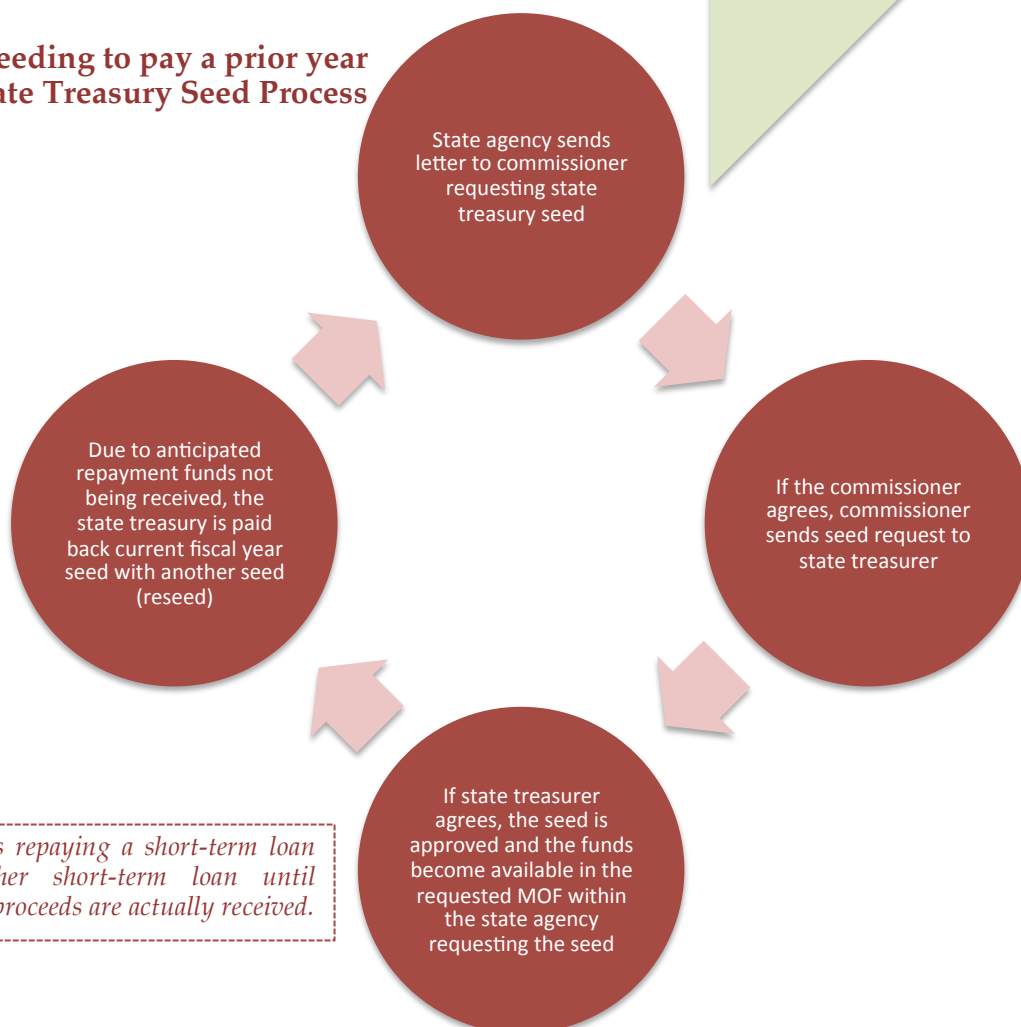 eeding to pay a prior year
ate Treasury Seed Process
State agency sends
letter to commissioner
requesting state
treasury seed
If the commissioner
agrees, commissioner
sends seed request to
state treasurer
If state treasurer
agrees, the seed is
approved and the funds
become available in the
requested MOF within
the state agency
requesting the seed
Due to anticipated
repayment funds not
being received, the
state treasury is paid
back current fiscal year
seed with another seed
(reseed)
s repaying a short-term loan
her short-term loan until
proceeds are actually received.